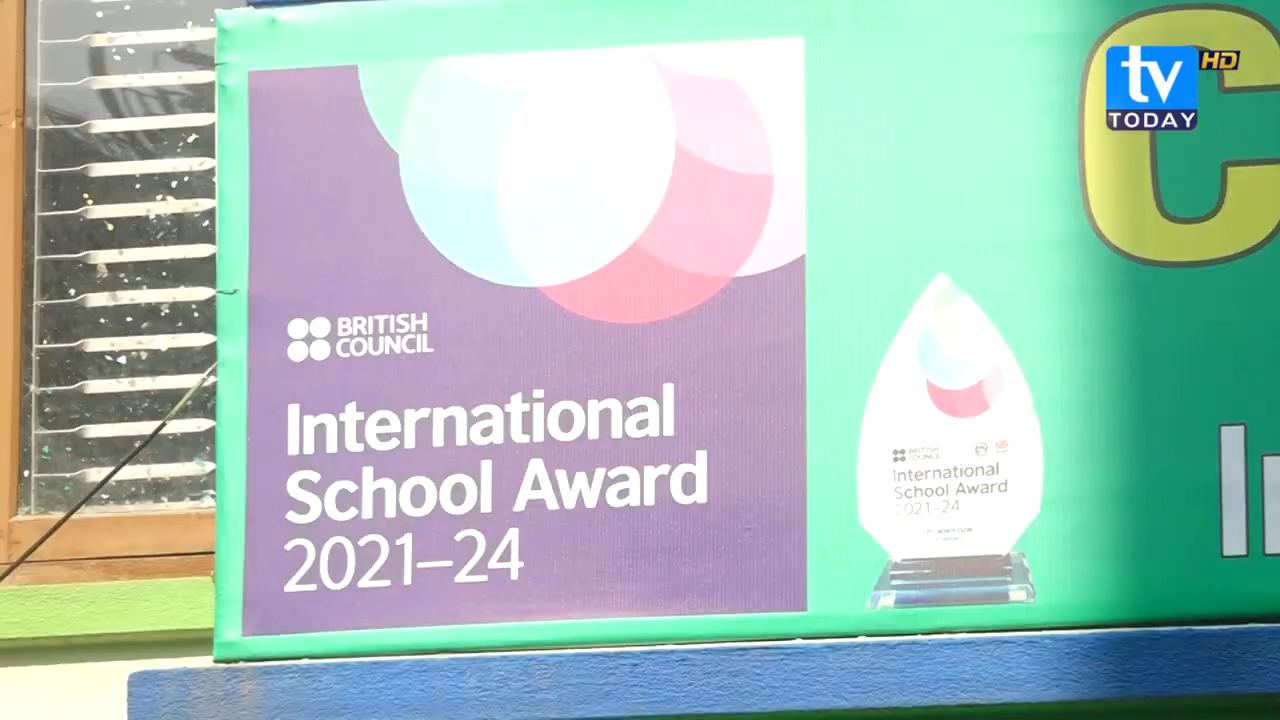 tv HD
TODAY
C
BRITISH
COUNCIL
International
School Award
2021–24
BRITISH
COUNCIL
International
School Award
2021-24